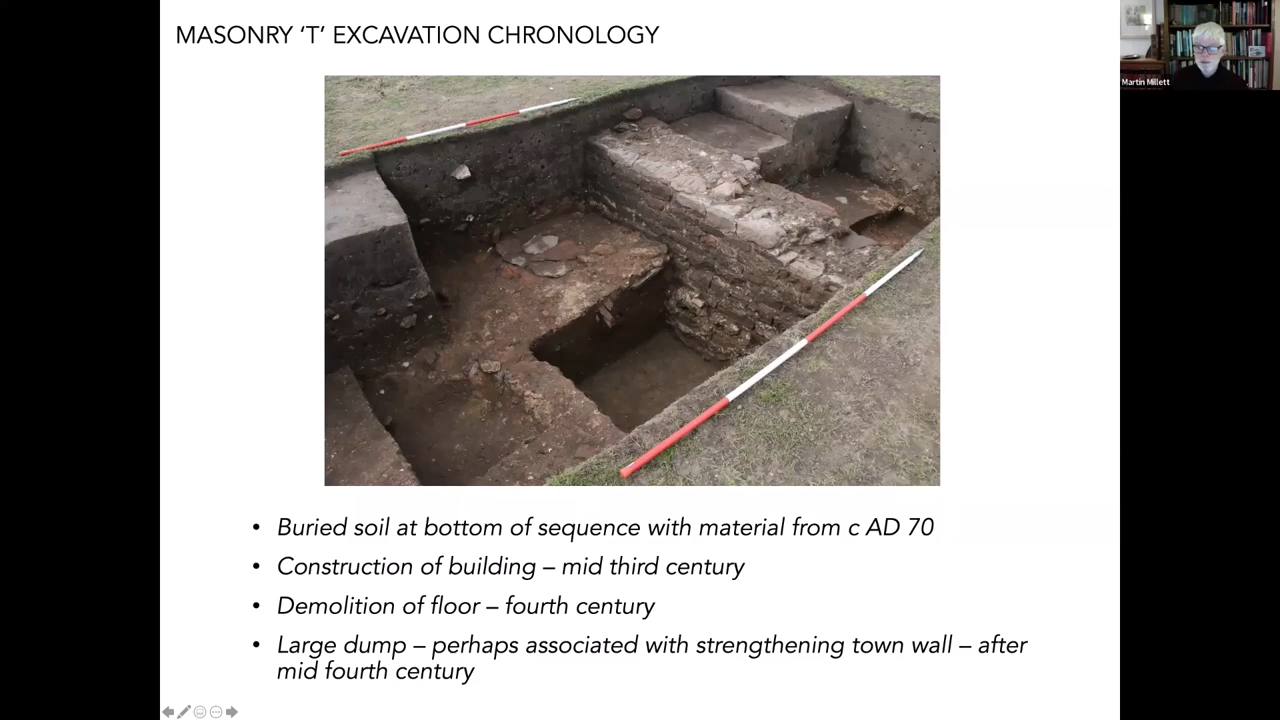 MASONRY ‘T’ EXCAVATION CHRONOLOGY
Martin Millett
• Buried soil at bottom of sequence with material from c AD 70
• Construction of building – mid third century
• Demolition of floor – fourth century
• Large dump – perhaps associated with strengthening town wall – after
mid fourth century